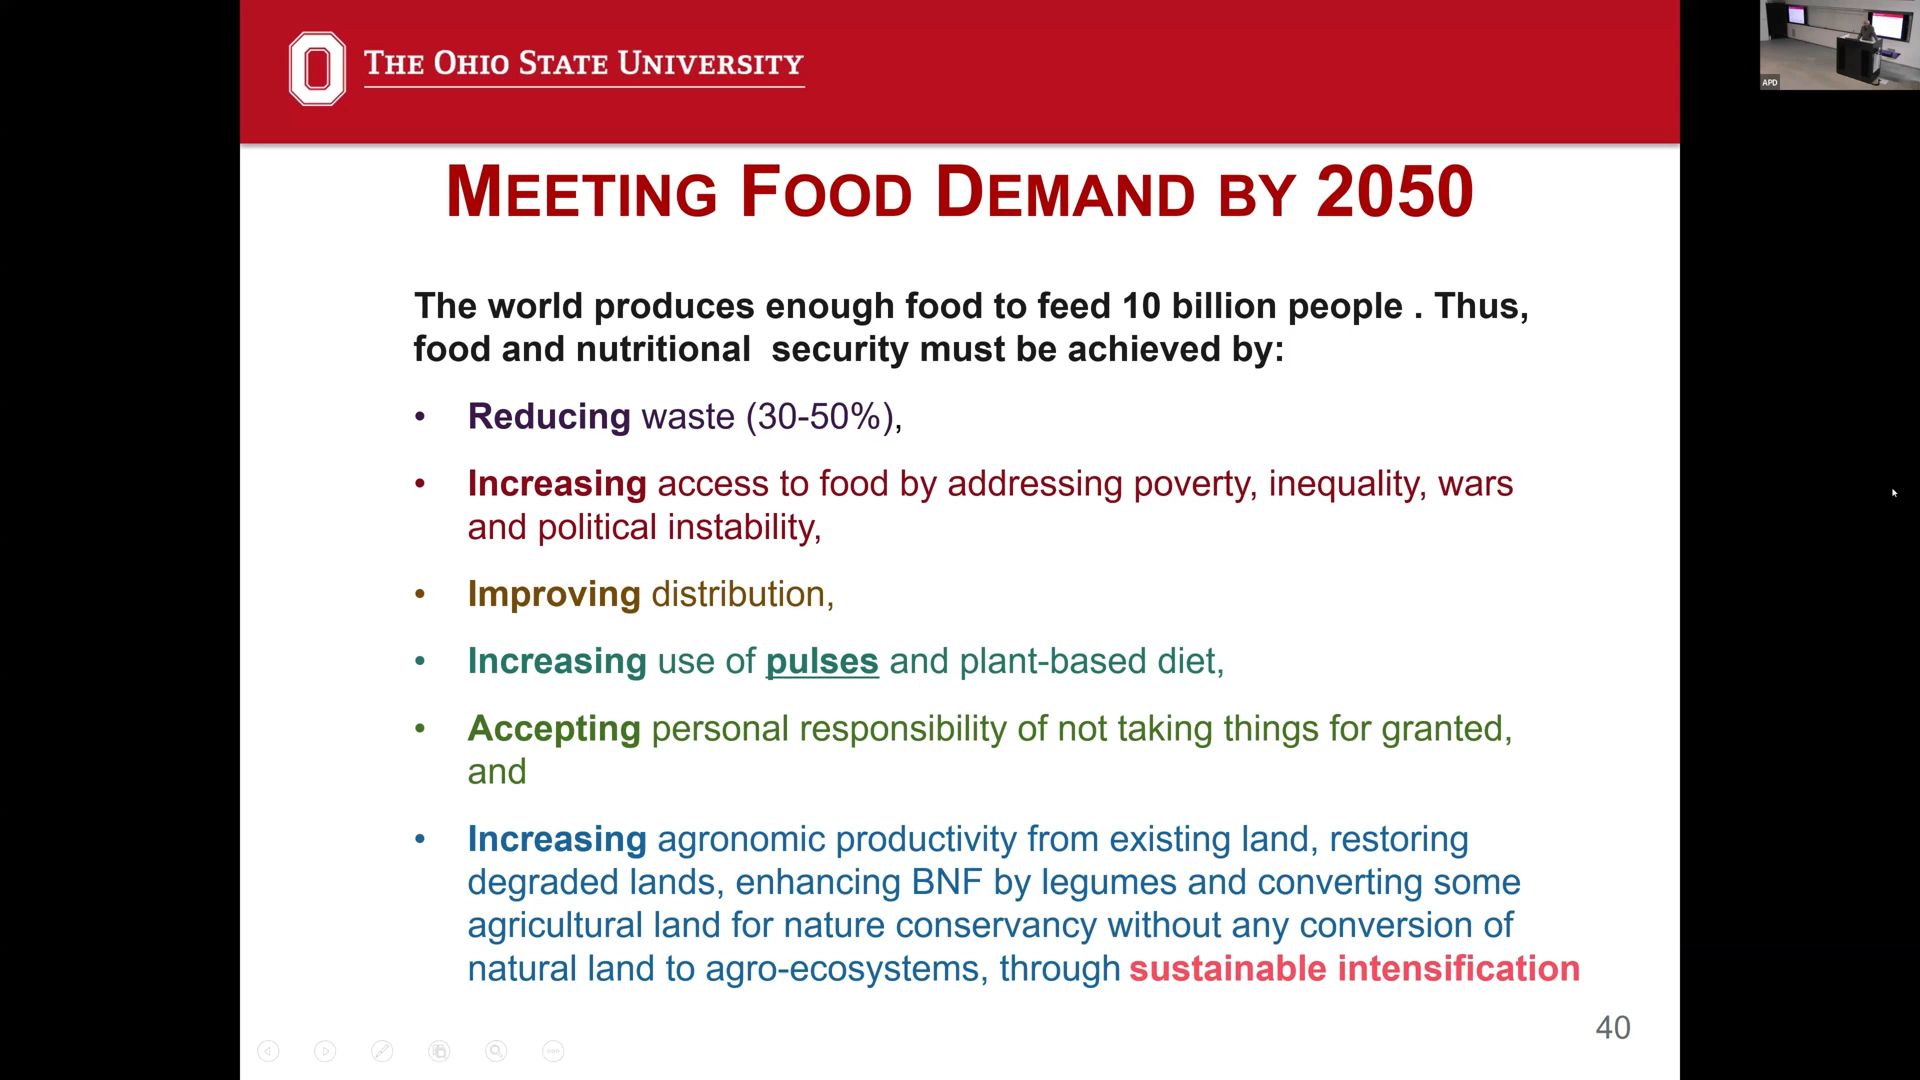 THE OHIO STATE UNIVERSITY
APD
MEETING FOOD DEMAND BY 2050
The world produces enough food to feed 10 billion people . Thus,
food and nutritional  security must be achieved by:
• Reducing waste (30-50%),
• Increasing access to food by addressing poverty, inequality, wars
and political instability,
• Improving distribution,
• Increasing use of pulses and plant-based diet,
• Accepting personal responsibility of not taking things for granted,
and
• Increasing agronomic productivity from existing land, restoring
degraded lands, enhancing BNF by legumes and converting some
agricultural land for nature conservancy without any conversion of
natural land to agro-ecosystems, through sustainable intensification
40